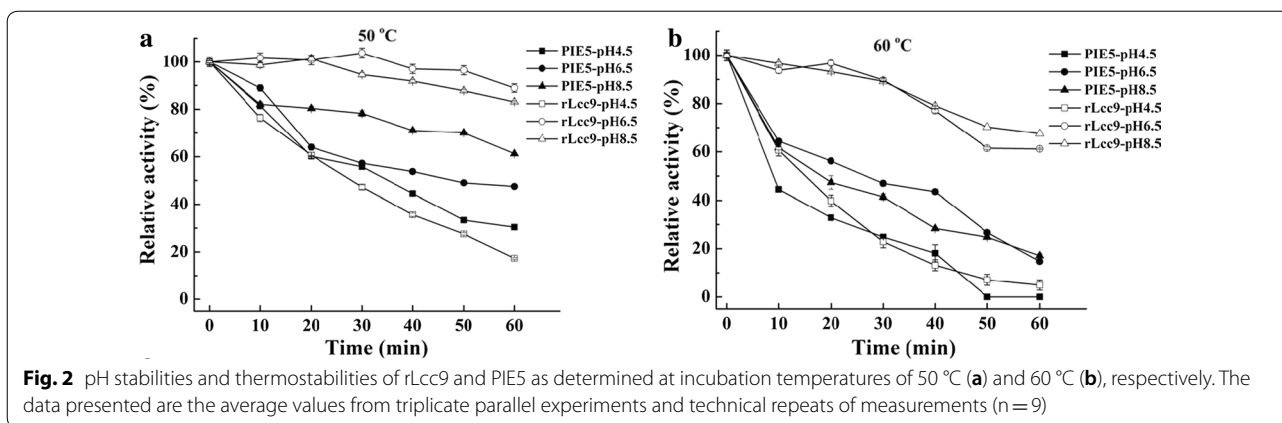 a
50 °C
PIE5-pH4.5
PIE5-pH6.5
PIE5-pH8.5
rLcc9-pH4.5
rLcc9-pH6.5
rLcc9-pH8.5
Relative activity (%)
100
80
60
40
20
0
0 10 20 30 40 50 60
Time (min)
b
60 °C
PIE5-pH4.5
PIE5-pH6.5
PIE5-pH8.5
rLcc9-pH4.5
rLcc9-pH6.5
rLcc9-pH8.5
Relative activity (%)
100
80
60
40
20
0
0 10 20 30 40 50 60
Time (min)
Fig. 2 pH stabilities and thermostabilities of rLcc9 and PIE5 as determined at incubation temperatures of 50 °C (a) and 60 °C (b), respectively. The
data presented are the average values from triplicate parallel experiments and technical repeats of measurements (n = 9)